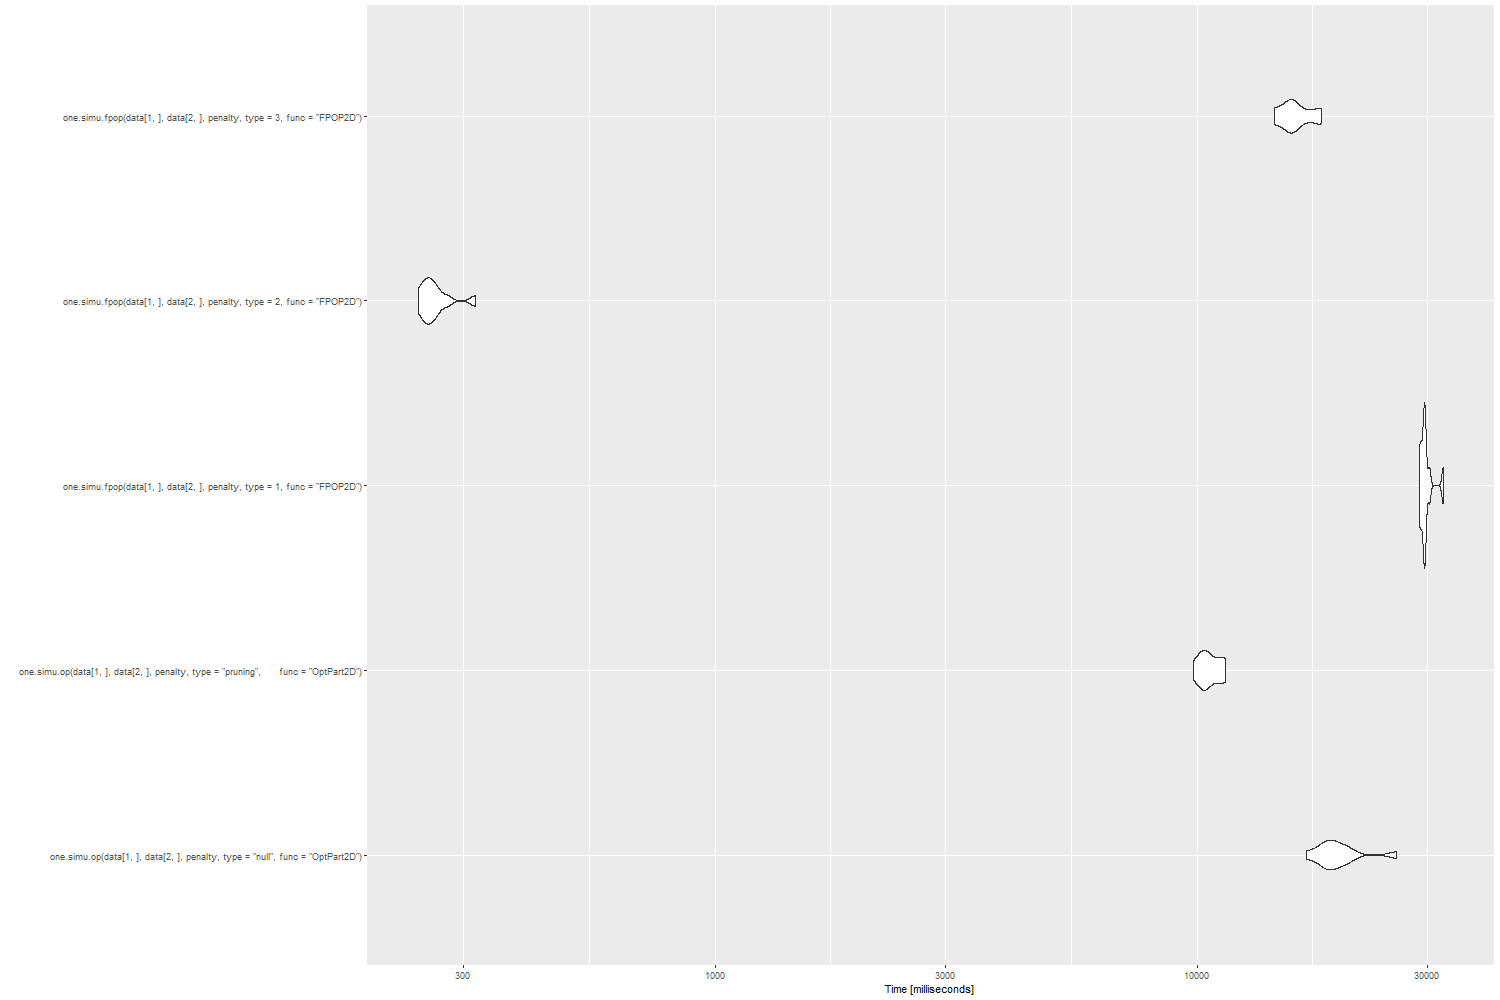 one.simu.fpop(data[1, ], data[2, ], penalty, type = 3, func = "FPOP2D")
one.simu.fpop(data[1, ], data[2, ], penalty, type = 2, func = "FPOP2D")
one.simu.fpop(data[1, ], data[2, ], penalty, type = 1, func = "FPOP2D")
one.simu.op(data[1, ], data[2, ], penalty, type = "pruning",      func = "OptPart2D")
one.simu.op(data[1, ], data[2, ], penalty, type = "null", func = "OptPart2D")
300 1000 3000 10000 30000
Time [milliseconds]